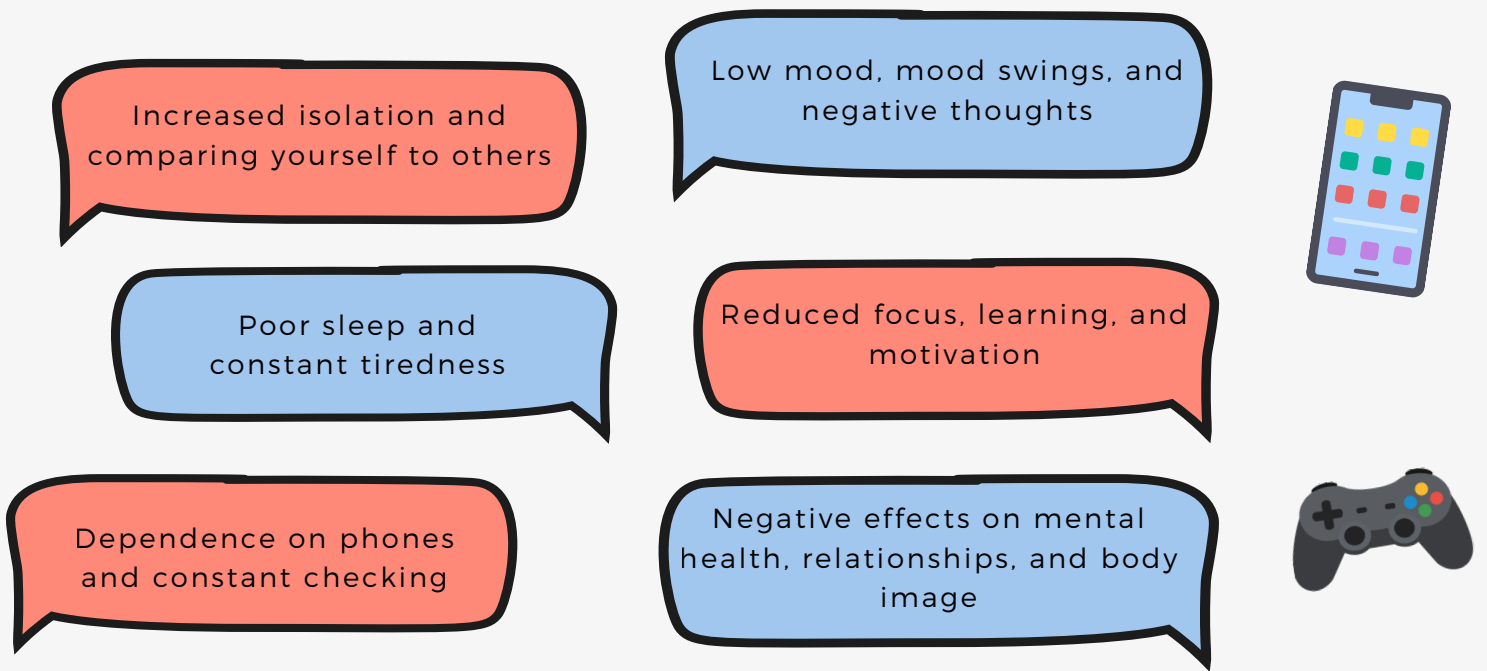 Increased isolation and
comparing yourself to others
Low mood, mood swings, and
negative thoughts
Poor sleep and
constant tiredness
Reduced focus, learning, and
motivation
Dependence on phones
and constant checking
Negative effects on mental
health, relationships, and body
image